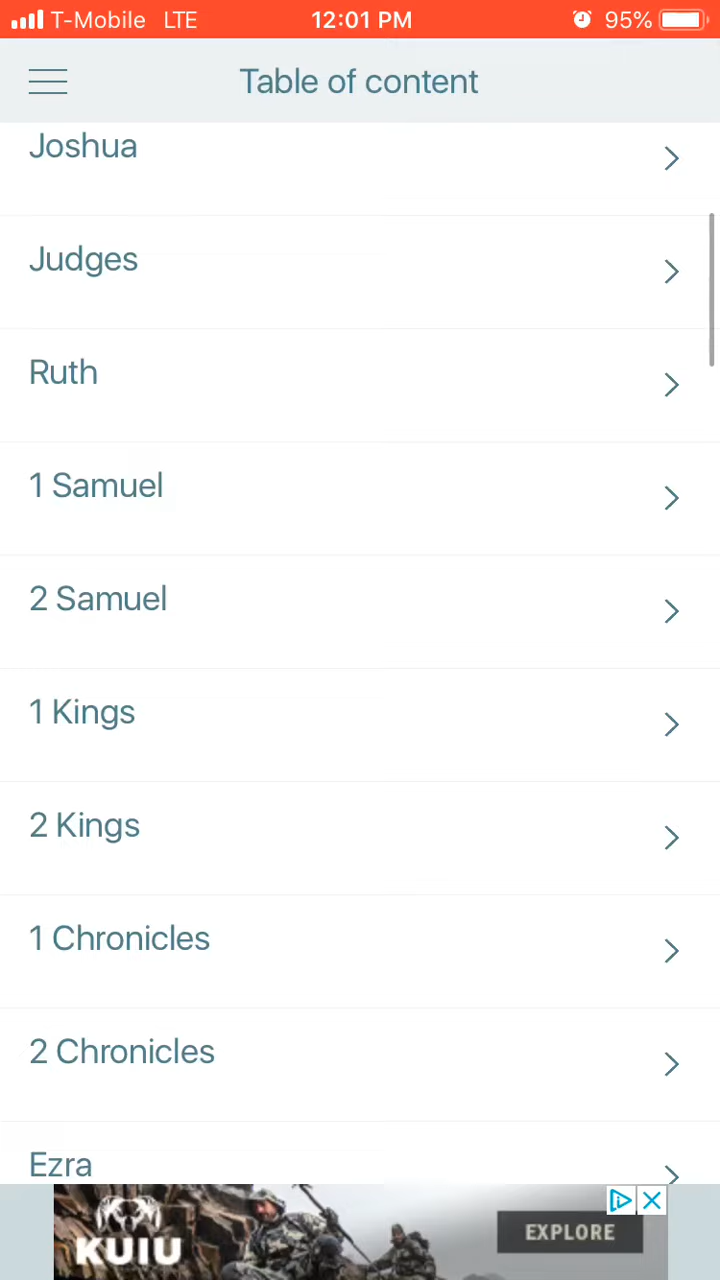 T-Mobile LTE 12:01 PM 95%
Table of content
Joshua
Judges
Ruth
1 Samuel
2 Samuel
1 Kings
2 Kings
1 Chronicles
2 Chronicles
Ezra
KUIU
EXPLORE